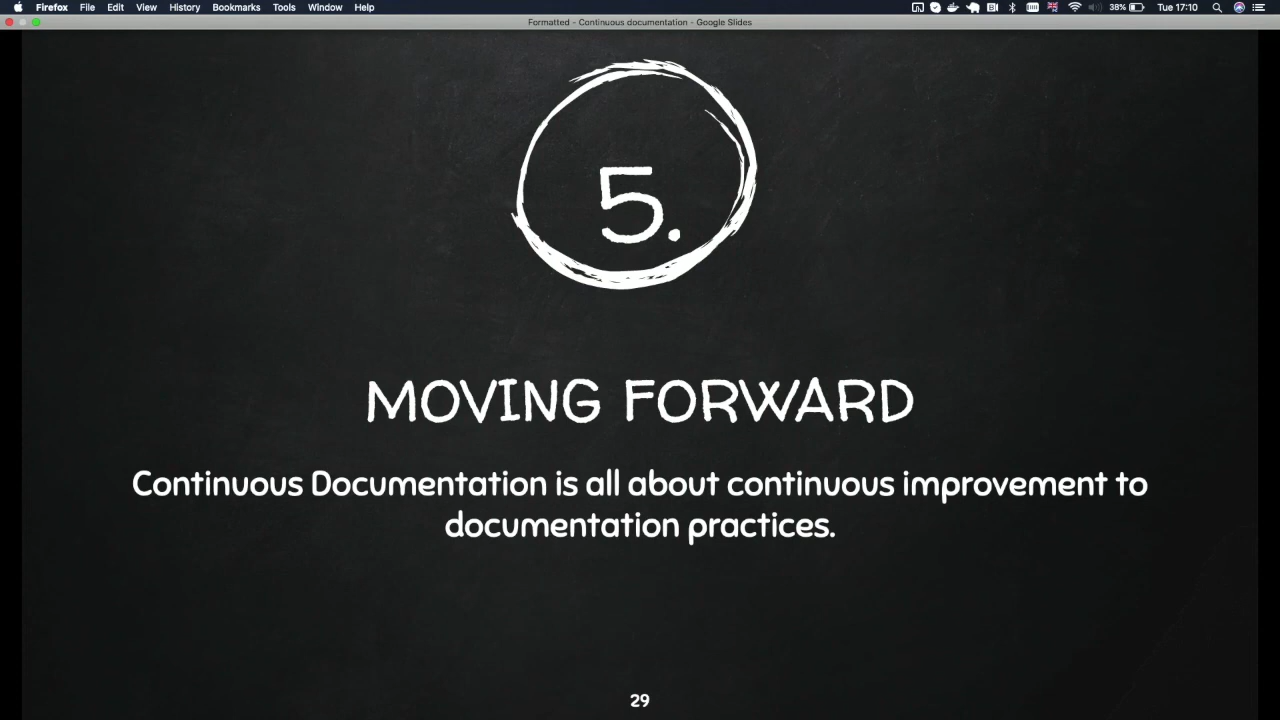 Firefox File Edit View History Bookmarks Tools Window Help 38% Tue 17:10
Formatted - Continuous documentation - Google Slides
5.
MOVING FORWARD
Continuous Documentation is all about continuous improvement to
documentation practices.
29